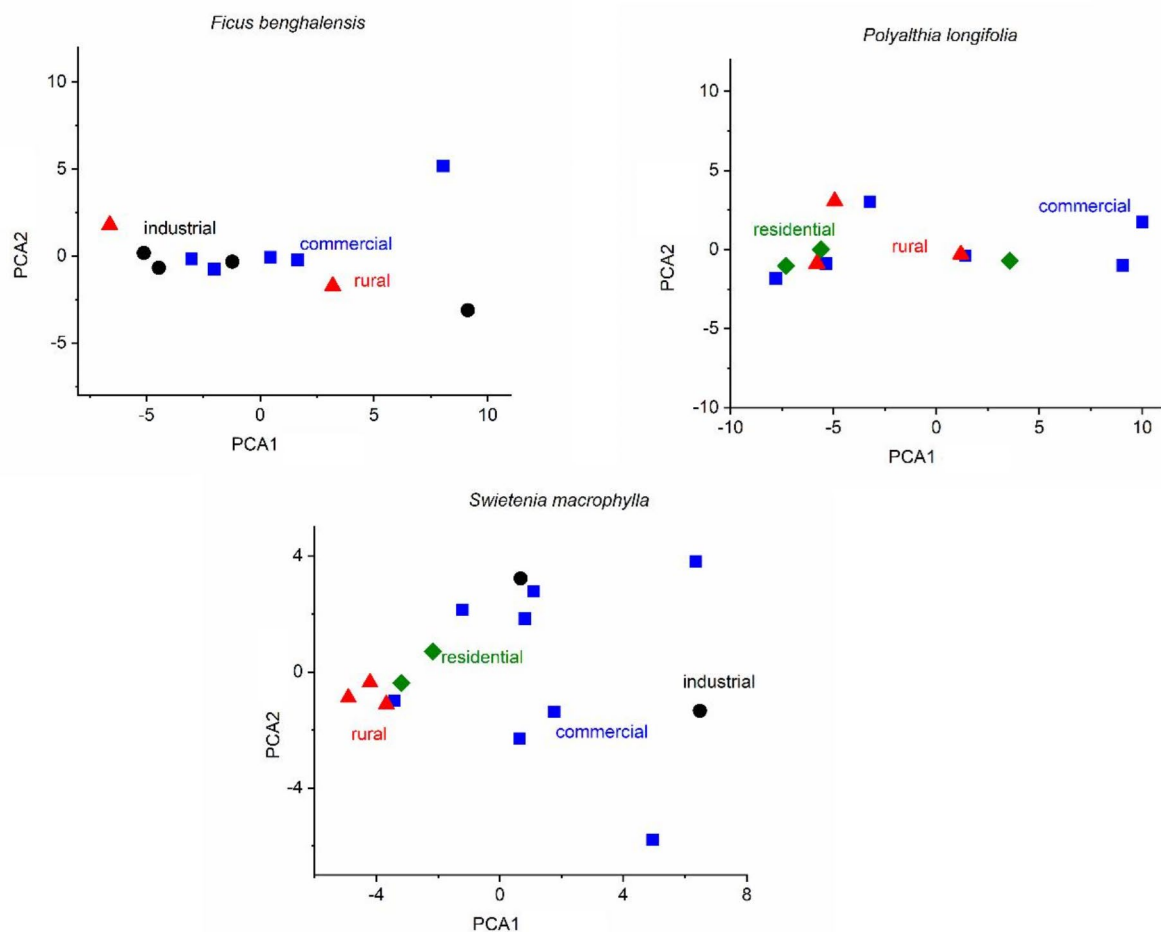 Ficus benghalensis
10
5
0
-5
PCA2
industrial
commercial
rural
-5
0
5
10
PCA1
Polyalthia longifolia
10
5
0
-5
-10
PCA2
residential
rural
commercial
-10
-5
0
5
10
PCA1
Swietenia macrophylla
4
0
-4
PCA2
residential
industrial
rural
commercial
-4
0
4
8
PCA1